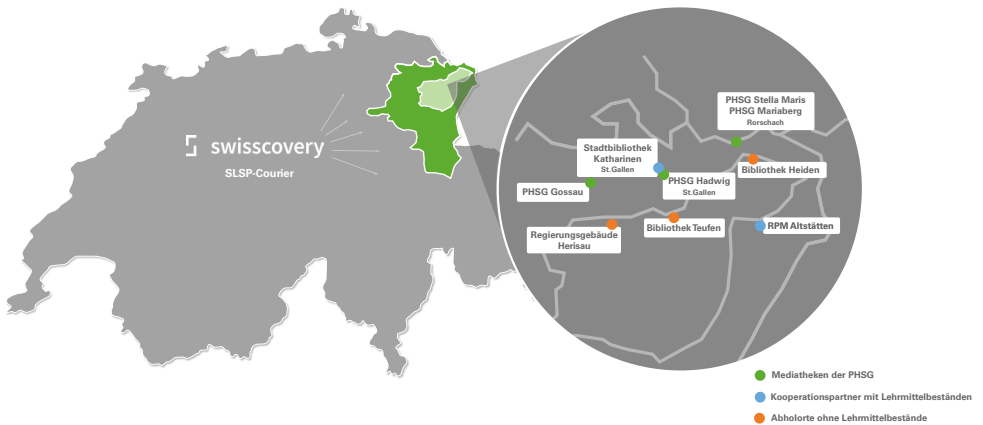 swisscovery
SLSP-Courier
PHSG Stella Maris
PHSG Mariaberg
Rorschach
Stadtbibliothek
Katharinen
St.Gallen
Bibliothek Heiden
PHSG Hadwig
St.Gallen
PHSG Gossau
Bibliothek Teufen
RPM Altstätten
Regierungsgebäude
Herisau
Mediatheken der PHSG
Kooperationspartner mit Lehrmittelbeständen
Abholorte ohne Lehrmittelbestände